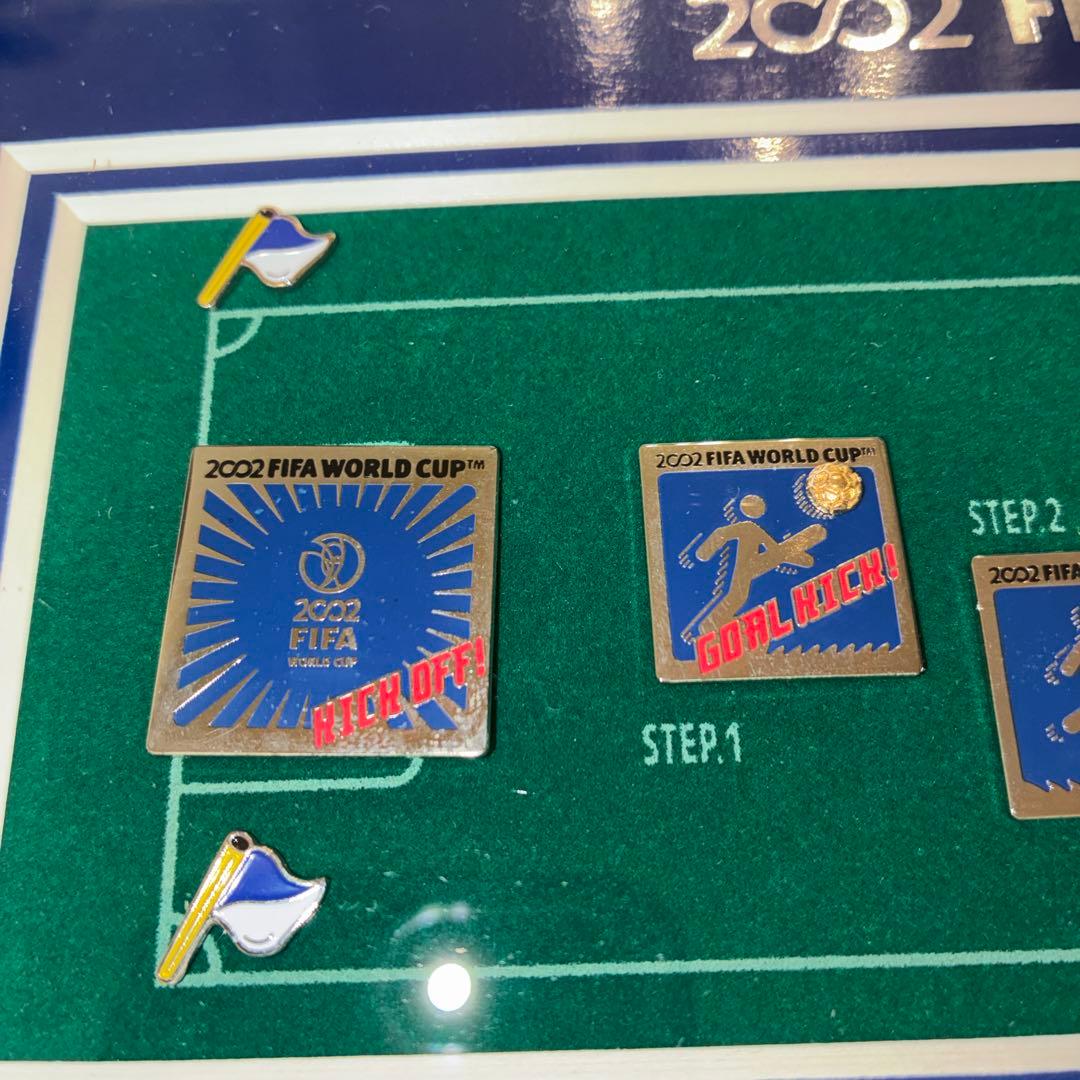 2002 FI
2002 FIFA WORLD CUP™
2002
FIFA
WORLD CUP
KICK OFF!
2002 FIFA WORLD CUP™
GOAL KICK!
STEP.1
STEP.2
2002 FIFA